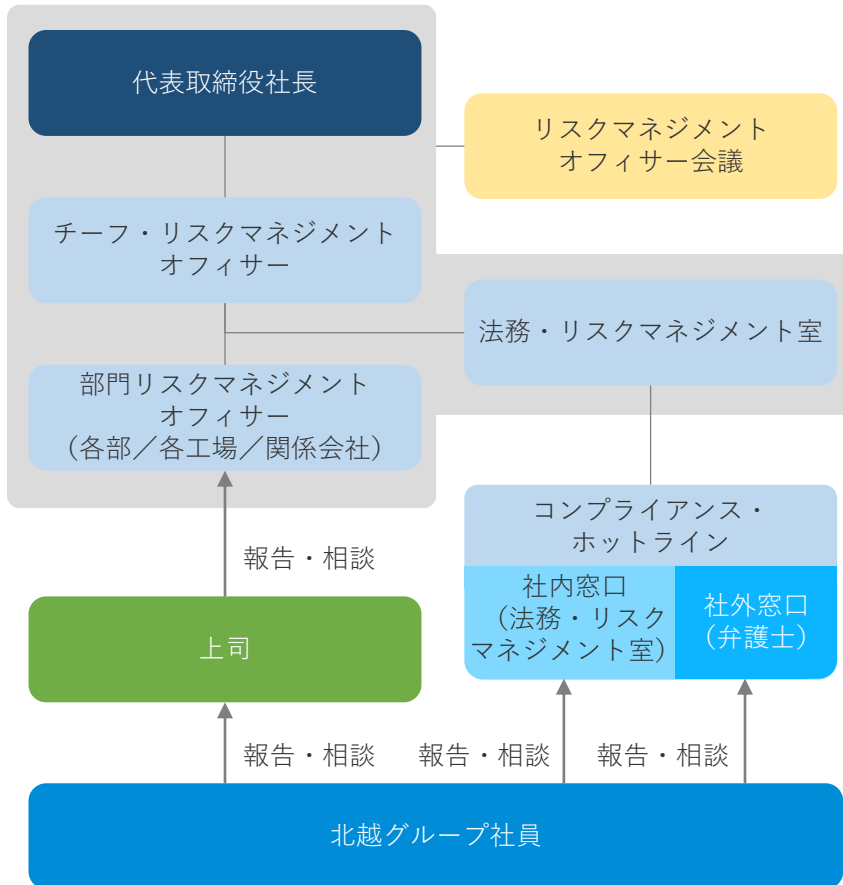 代表取締役社長
リスクマネジメント
オフィサー会議
チーフ・リスクマネジメント
オフィサー
法務・リスクマネジメント室
部門リスクマネジメント
オフィサー
（各部／各工場／関係会社）
コンプライアンス・
ホットライン
報告・相談
社内窓口
（法務・リスク
マネジメント室）
社外窓口
（弁護士）
上司
報告・相談
報告・相談
報告・相談
北越グループ社員